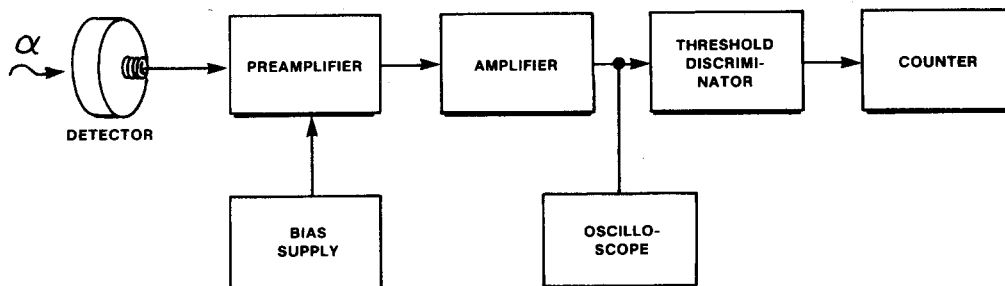 α
DETECTOR
PREAMPLIFIER
AMPLIFIER
THRESHOLD
DISCRIMI-
NATOR
COUNTER
BIAS
SUPPLY
OSCILLO-
SCOPE